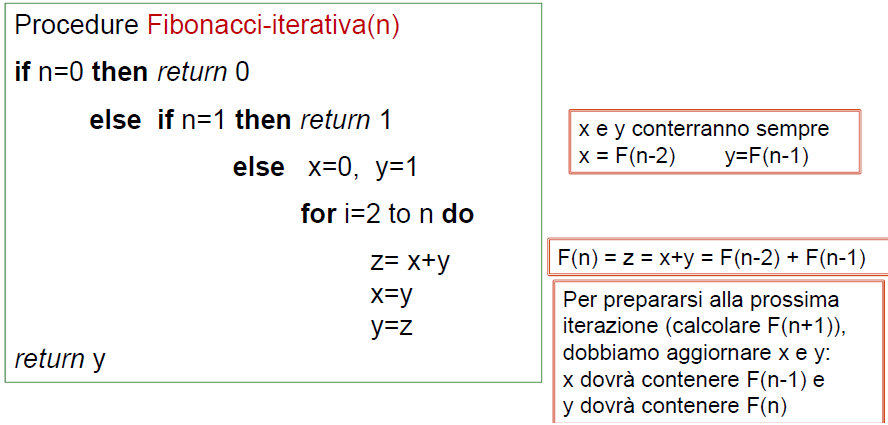 Procedure Fibonacci-iterativa(n)
if n=0 then return 0
else if n=1 then return 1
else x=0, y=1
for i=2 to n do
z= x+y
x=y
y=z
return y
x e y conterranno sempre
x = F(n-2) y=F(n-1)
F(n) = z = x+y = F(n-2) + F(n-1)
Per prepararsi alla prossima
iterazione (calcolare F(n+1)),
dobbiamo aggiornare x e y:
x dovrà contenere F(n-1) e
y dovrà contenere F(n)